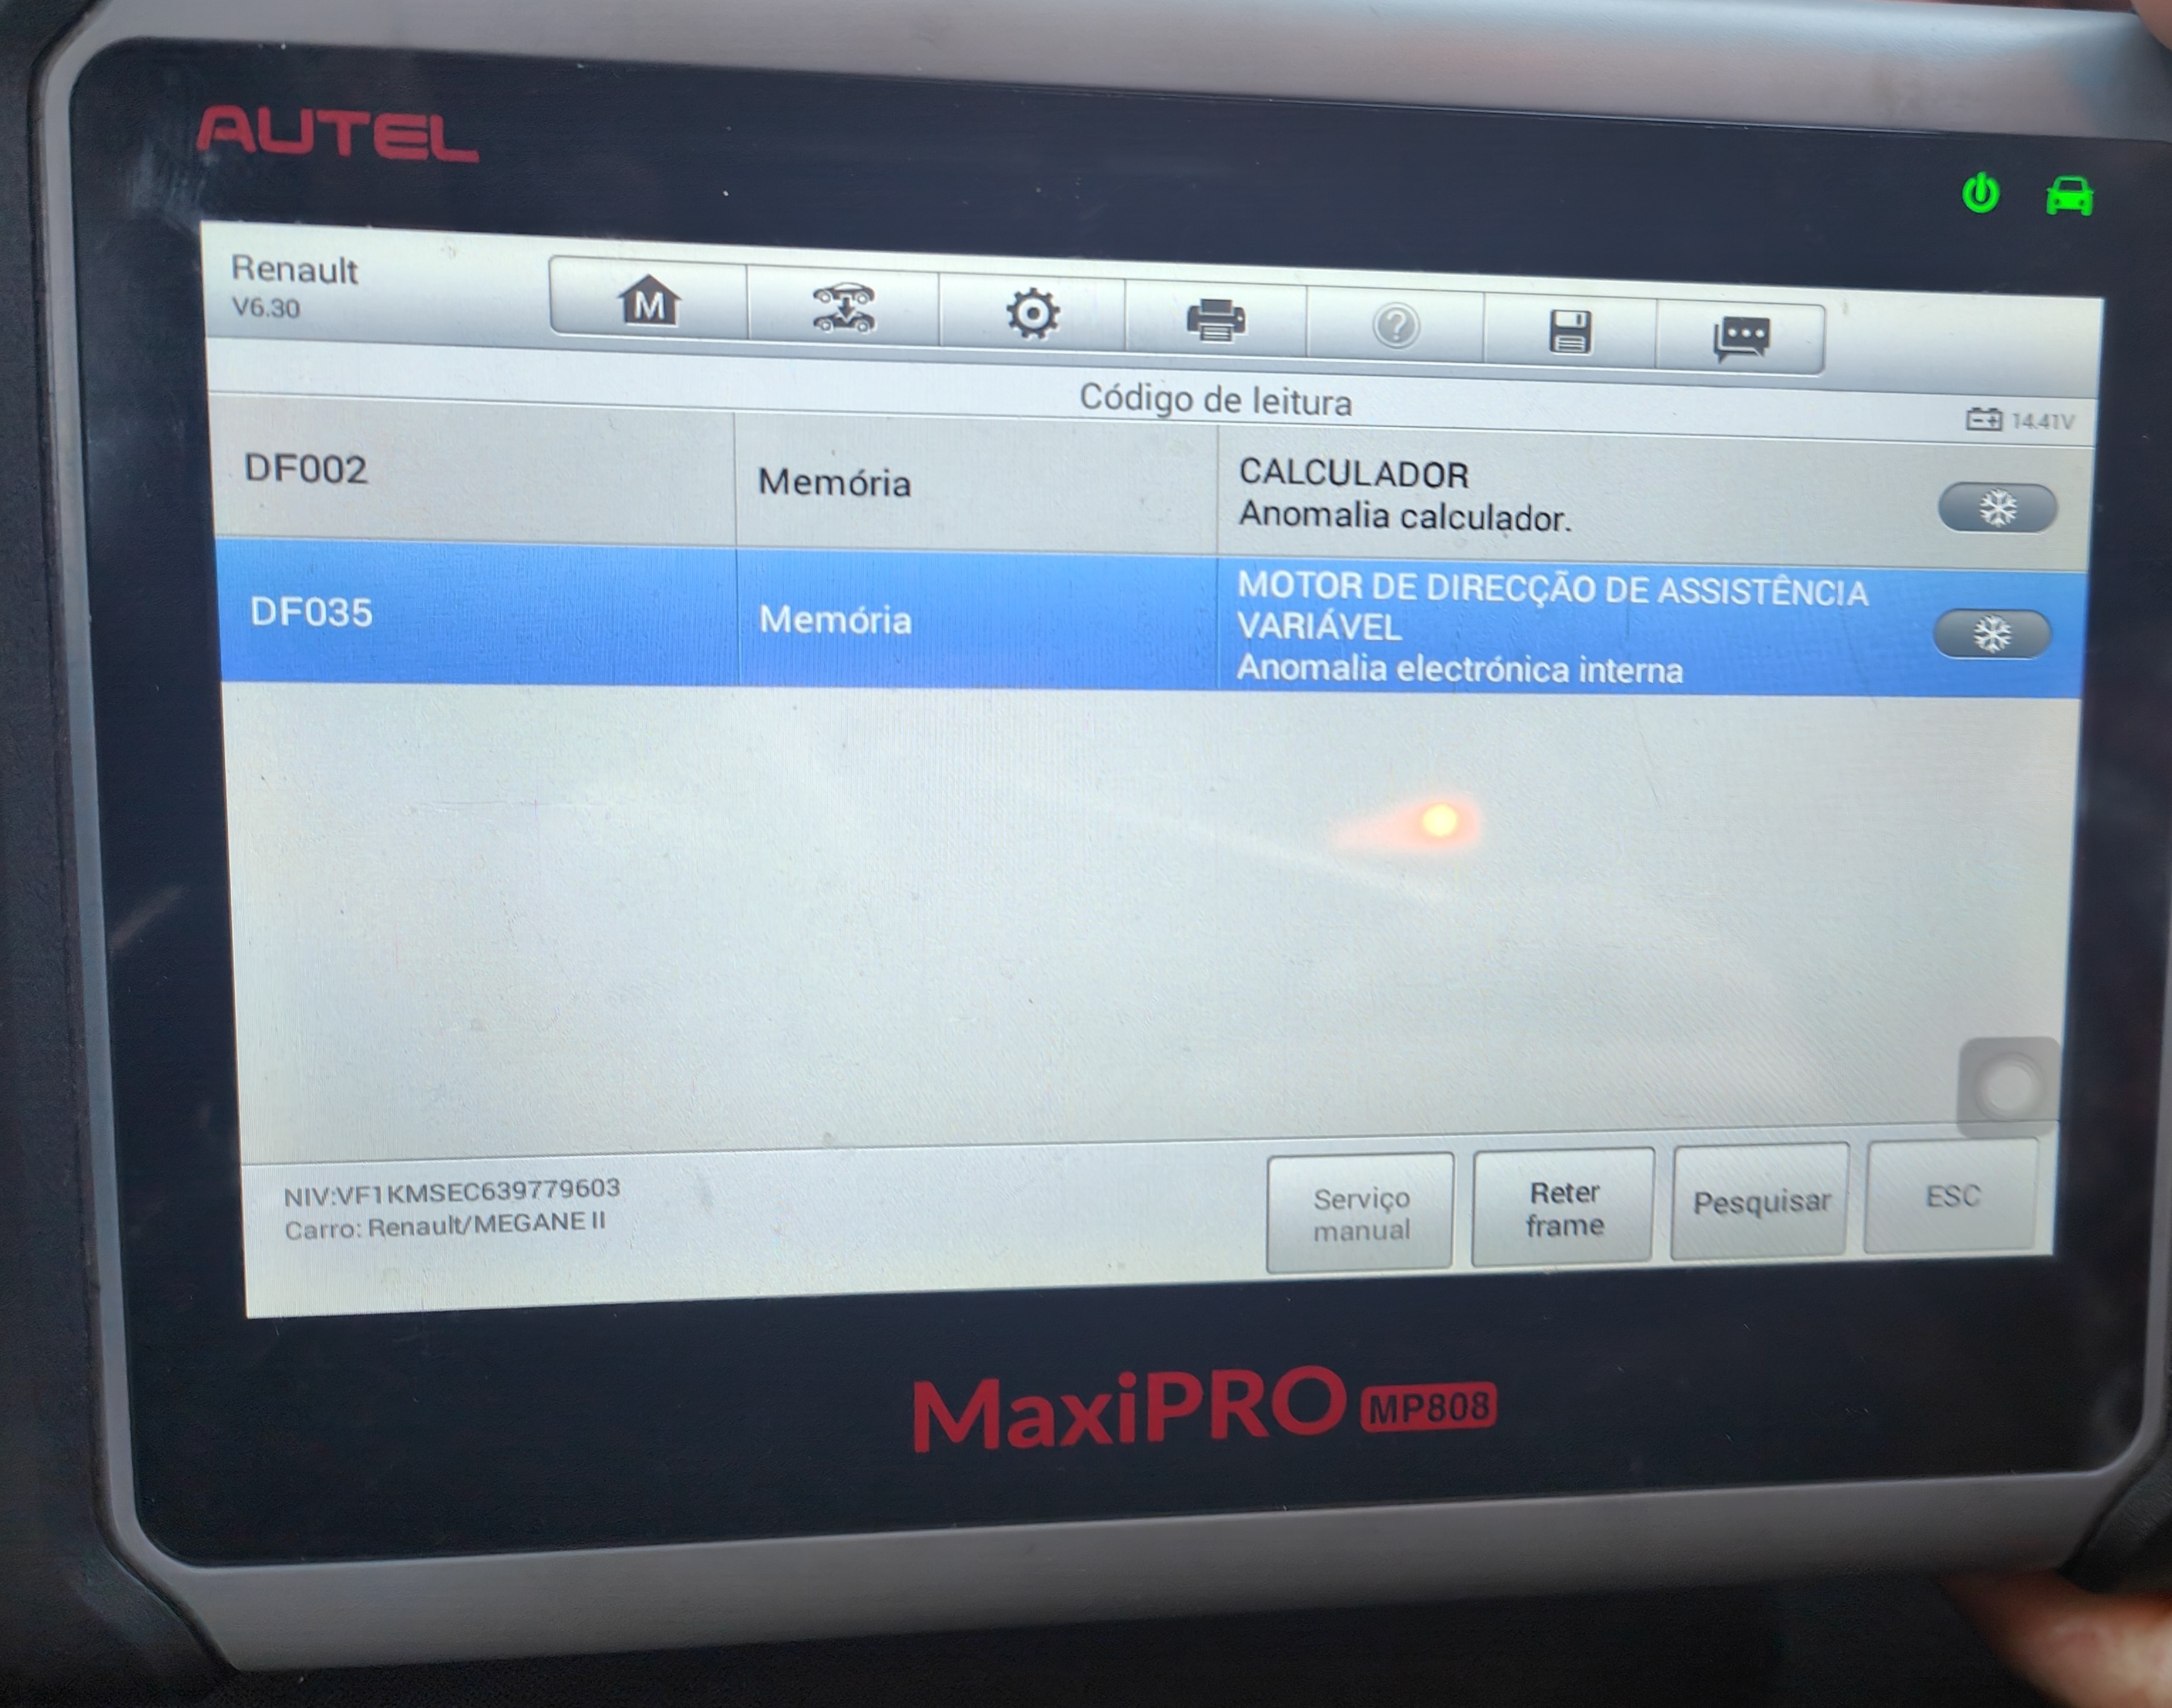 AUTEL
Renault
V6.30
M
?
Código de leitura
14.41V
DF002
Memória
CALCULADOR
Anomalia calculador.
DF035
Memória
MOTOR DE DIRECÇÃO DE ASSISTÊNCIA
VARIÁVEL
Anomalia electrónica interna
NIV:VF1KMSEC639779603
Carro: Renault/MEGANE II
Serviço
manual
Reter
frame
Pesquisar
ESC
MaxiPRO MP808